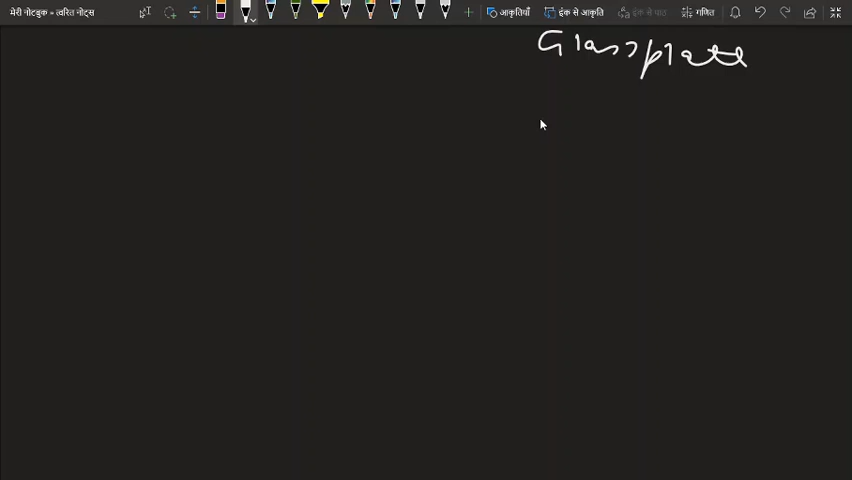 मेरी नोटबुक » त्वरित नोट्स
आकृतियाँ
इंक से आकृति
इंक से पाठ
गणित
Glass plate